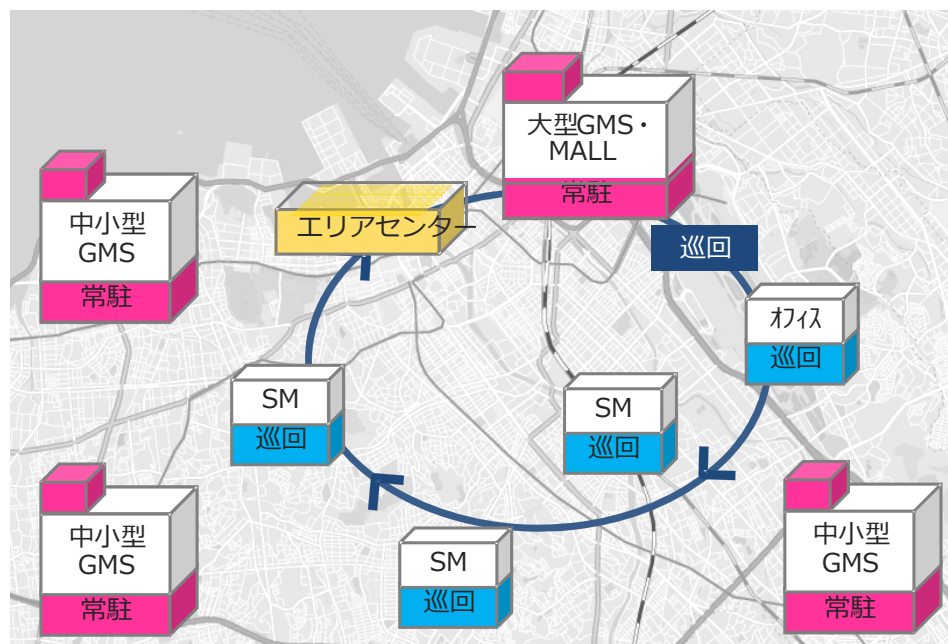 大型GMS・
MALL
常駐
中小型
GMS
常駐
エリアセンター
巡回
ｵﾌｨｽ
巡回
SM
巡回
SM
巡回
中小型
GMS
常駐
SM
巡回
中小型
GMS
常駐